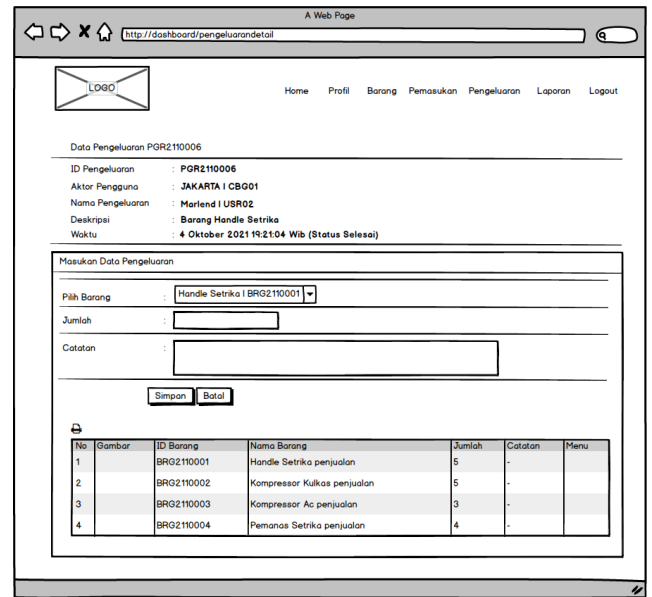 A Web Page
http://dashboard/pengeluarandetail
LOGO
Home Profil Barang Pemasukan Pengeluaran Laporan Logout
Data Pengeluaran PGR2110006
ID Pengeluaran : PGR2110006
Aktor Pengguna : JAKARTA | CBG01
Nama Pengeluaran : Marlend | USR02
Deskripsi : Barang Handle Setrika
Waktu : 4 Oktober 2021 19:21:04 Wib (Status Selesai)
Masukan Data Pengeluaran
Pilih Barang : Handle Setrika | BRG2110001
Jumlah :
Catatan :
Simpan Batal
No Gambar ID Barang Nama Barang Jumlah Catatan Menu
1 BRG2110001 Handle Setrika penjualan 5 -
2 BRG2110002 Kompressor Kulkas penjualan 5 -
3 BRG2110003 Kompressor Ac penjualan 3 -
4 BRG2110004 Pemanas Setrika penjualan 4 -